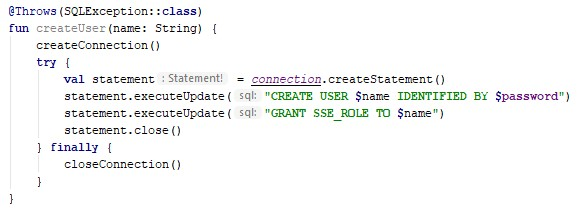 @Throws(SQLException::class)
fun createUser(name: String) {
    createConnection()
    try {
        val statement : Statement! = connection.createStatement()
        statement.executeUpdate( sql: "CREATE USER $name IDENTIFIED BY $password")
        statement.executeUpdate( sql: "GRANT SSE_ROLE TO $name")
        statement.close()
    } finally {
        closeConnection()
    }
}